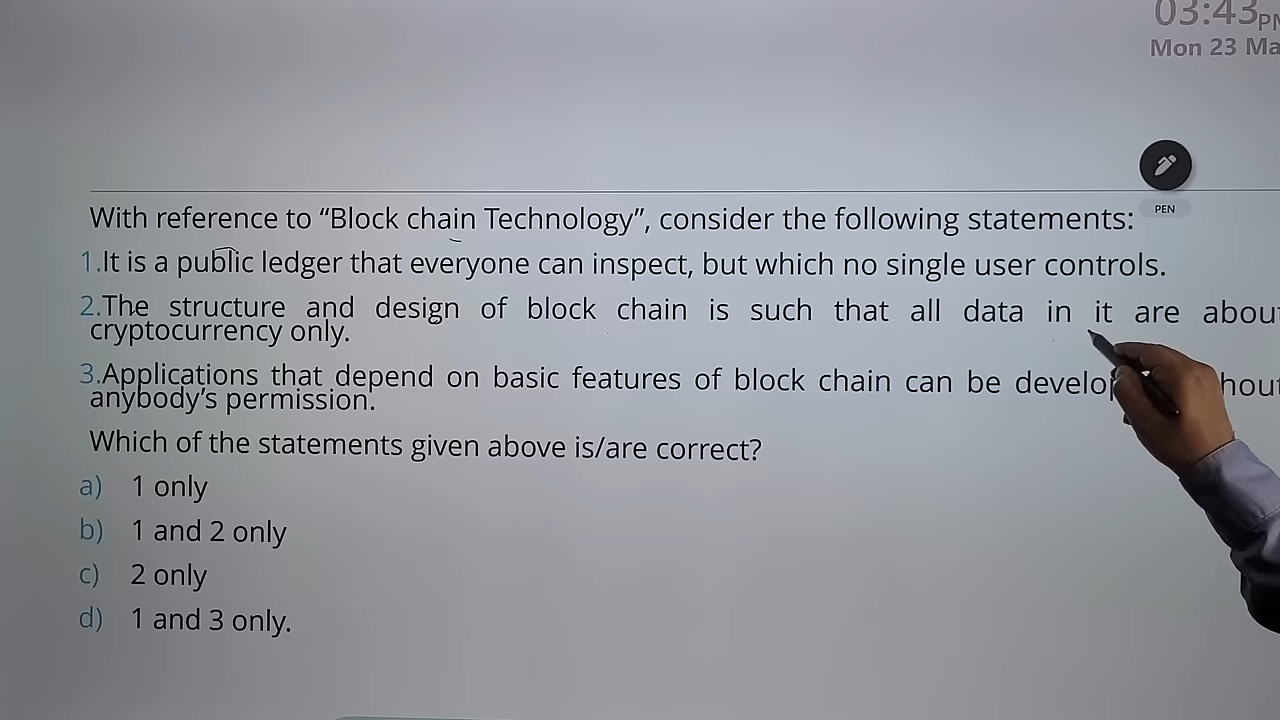 03:43PM
Mon 23 Ma
PEN
With reference to “Block chain Technology”, consider the following statements:
1.It is a public ledger that everyone can inspect, but which no single user controls.
2.The structure and design of block chain is such that all data in it are about
cryptocurrency only.
3.Applications that depend on basic features of block chain can be develop
anybody’s permission.
Which of the statements given above is/are correct?
a) 1 only
b) 1 and 2 only
c) 2 only
d) 1 and 3 only.